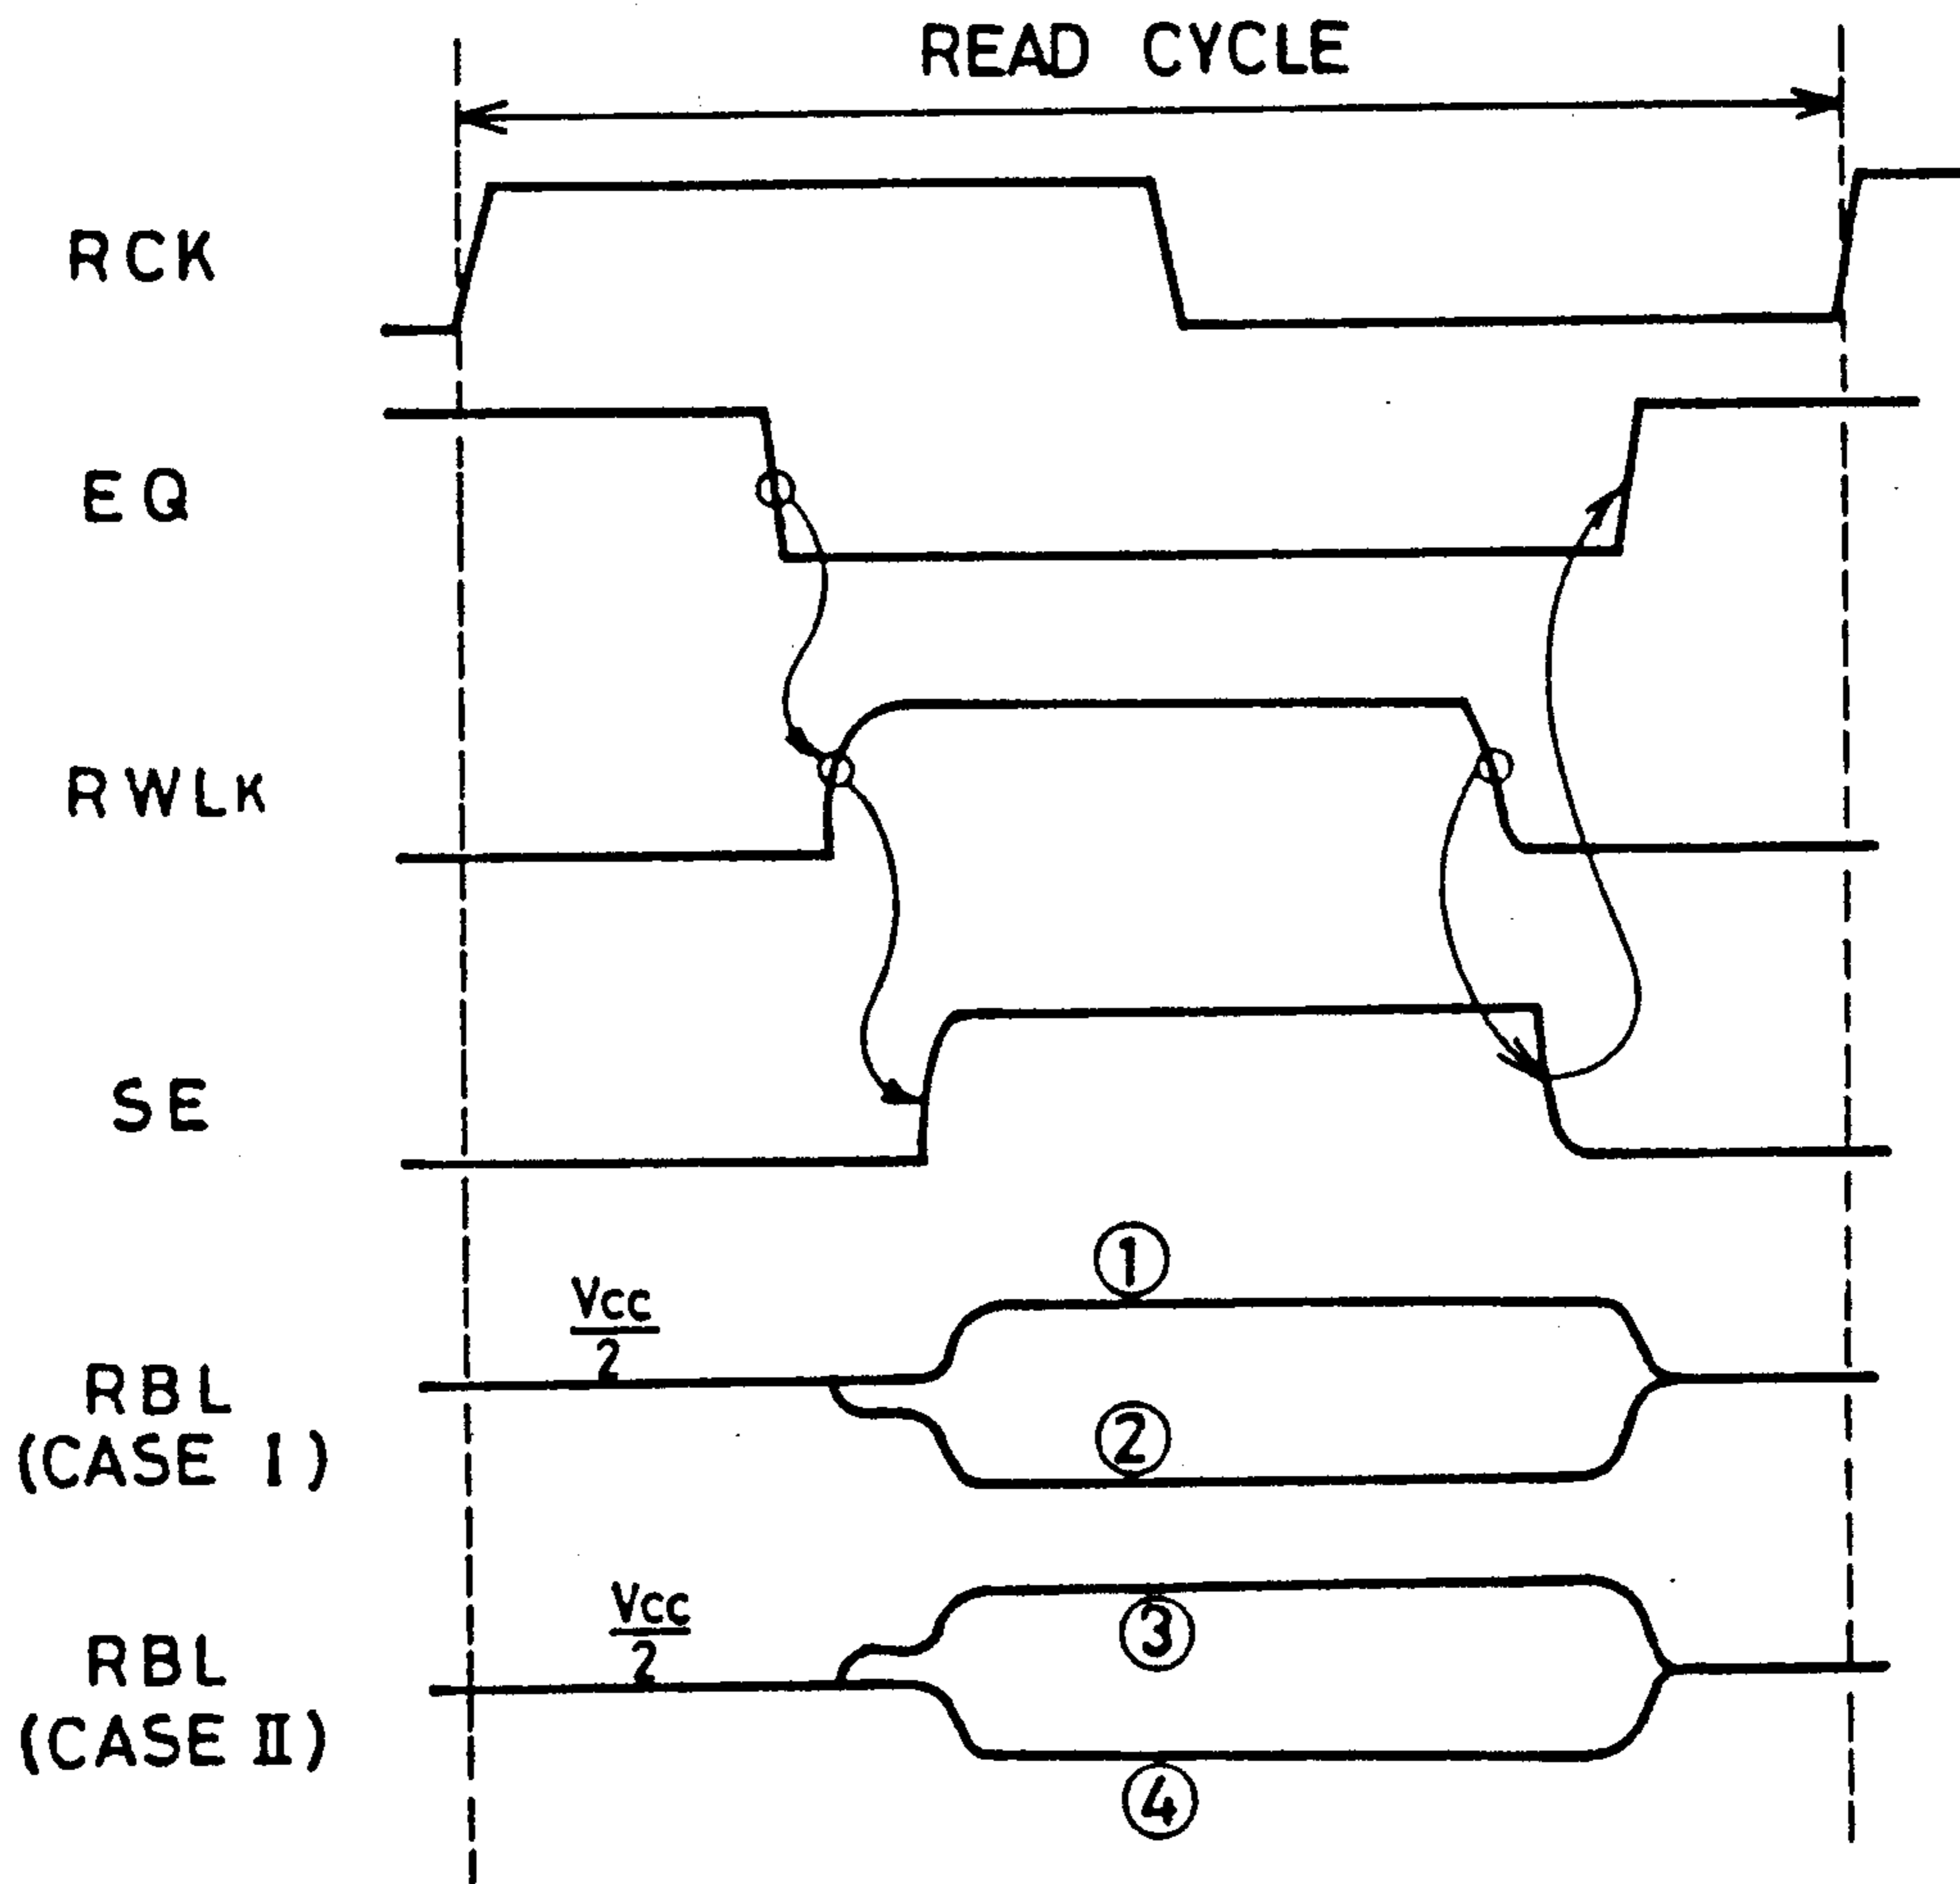 READ CYCLE
RCK
EQ
RWLK
SE
①
Vcc
2
RBL
(CASE I)
②
Vcc
2
③
RBL
(CASE II)
④